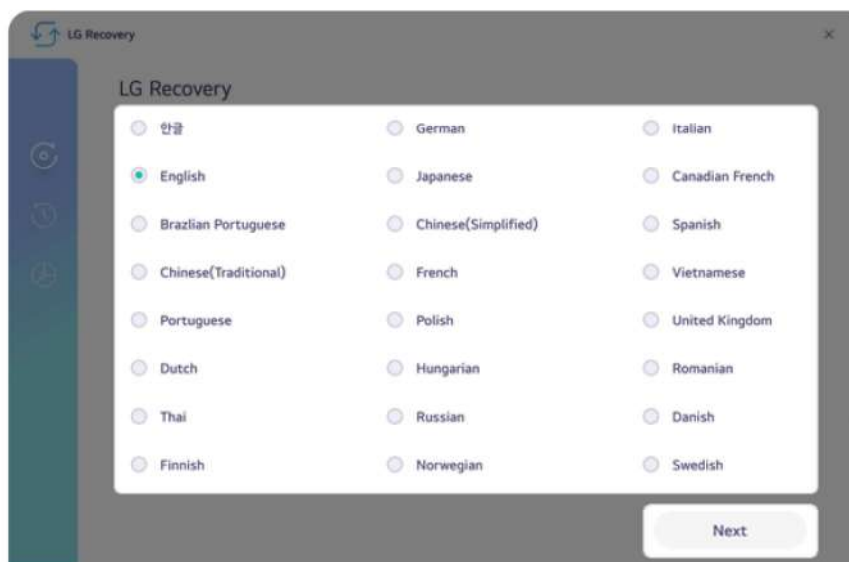 LG Recovery
LG Recovery
한글 German Italian
English Japanese Canadian French
Brazlian Portuguese Chinese(Simplified) Spanish
Chinese(Traditional) French Vietnamese
Portuguese Polish United Kingdom
Dutch Hungarian Romanian
Thai Russian Danish
Finnish Norwegian Swedish
Next